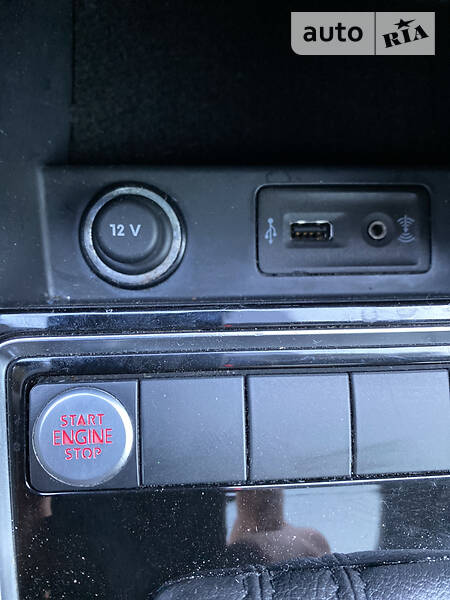 auto RIA
12 V
START
ENGINE
STOP